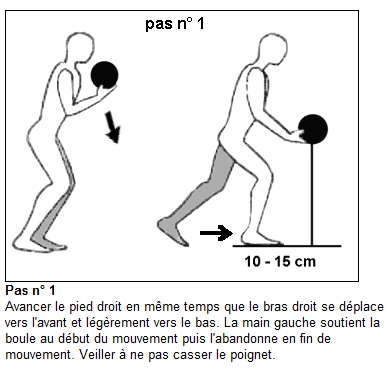 pas n° 1
10 - 15 cm
Pas n° 1
Avancer le pied droit en même temps que le bras droit se déplace
vers l'avant et légèrement vers le bas. La main gauche soutient la
boule au début du mouvement puis l'abandonne en fin de
mouvement. Veiller à ne pas casser le poignet.